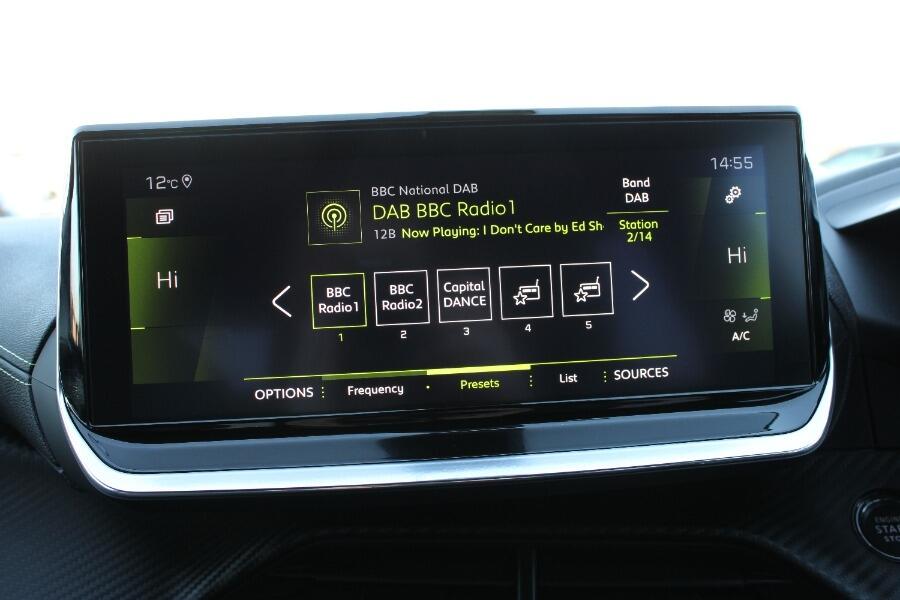 12°C
14:55
Hi
BBC National DAB
DAB BBC Radio1
12B Now Playing: I Don't Care by Ed Sh
Band
DAB
Station
2/14
Hi
BBC
Radio1
1
BBC
Radio2
2
Capital
DANCE
3
4
5
A/C
OPTIONS
Frequency
Presets
List
SOURCES
START